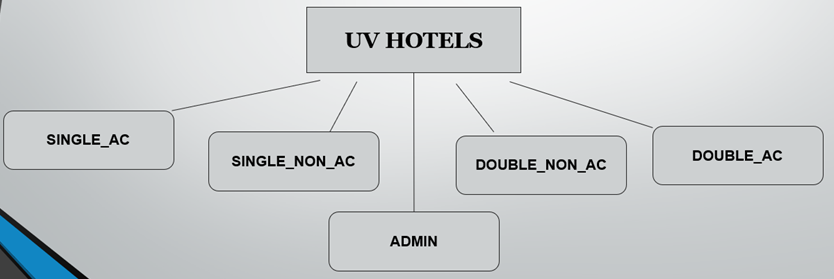 UV HOTELS
SINGLE_AC
SINGLE_NON_AC
DOUBLE_NON_AC
DOUBLE_AC
ADMIN